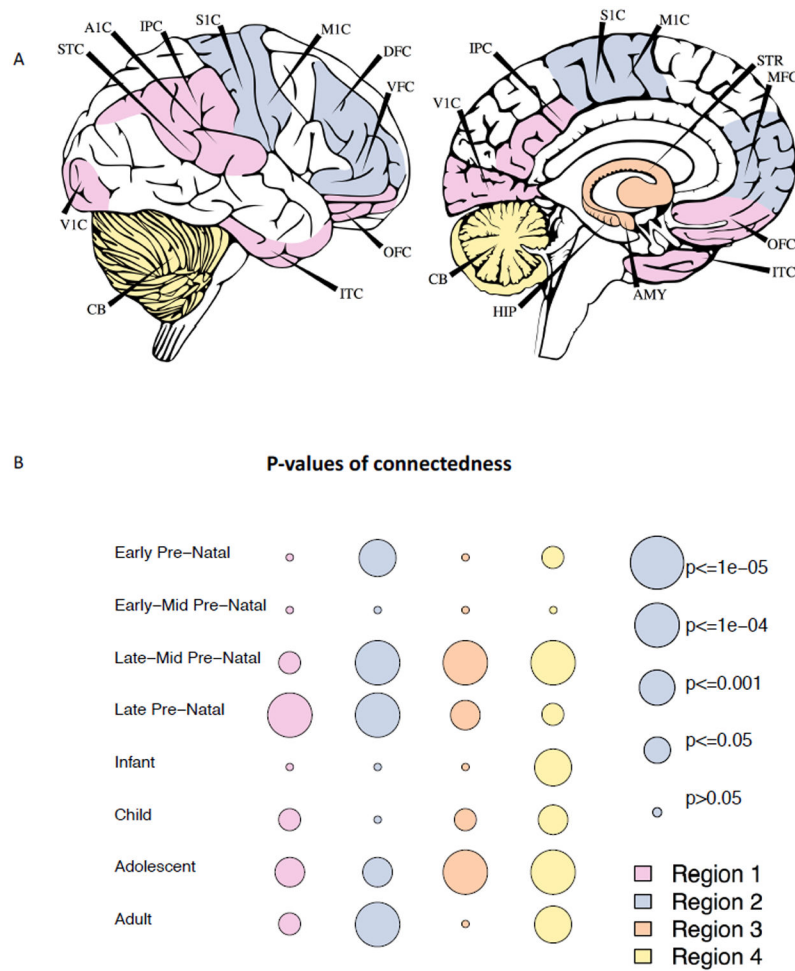 A
STC
A1C
IPC
S1C
M1C
DFC
VFC
V1C
CB
ITC
OFC
V1C
IPC
S1C
M1C
STR
MFC
CB
HIP
AMY
OFC
ITC
B
P-values of connectedness
Early Pre-Natal
Early-Mid Pre-Natal
Late-Mid Pre-Natal
Late Pre-Natal
Infant
Child
Adolescent
Adult
p<=1e-05
p<=1e-04
p<=0.001
p<=0.05
p>0.05
Region 1
Region 2
Region 3
Region 4